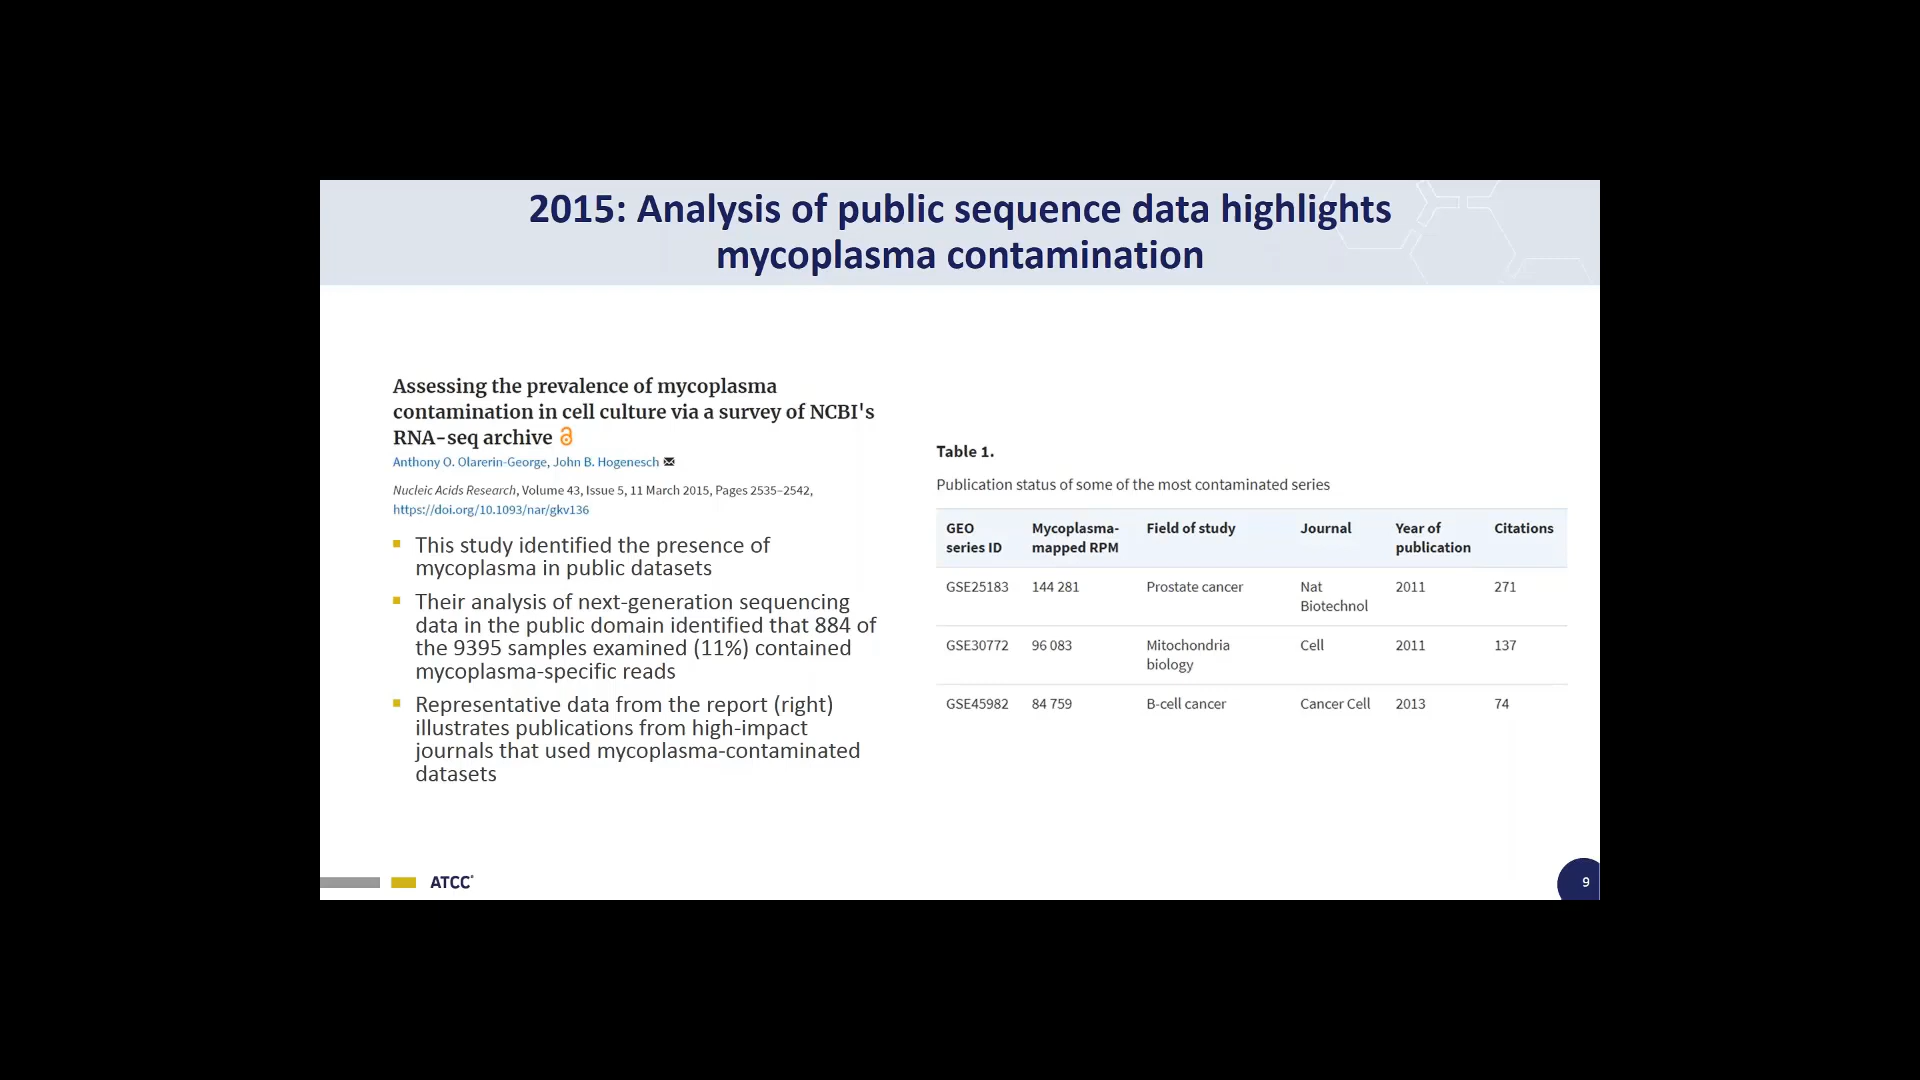 2015: Analysis of public sequence data highlights
mycoplasma contamination
Assessing the prevalence of mycoplasma
contamination in cell culture via a survey of NCBI's
RNA-seq archive
Anthony O. Olarerin-George, John B. Hogenesch
Nucleic Acids Research, Volume 43, Issue 5, 11 March 2015, Pages 2535–2542,
https://doi.org/10.1093/nar/gkv136
This study identified the presence of
mycoplasma in public datasets
Their analysis of next-generation sequencing
data in the public domain identified that 884 of
the 9395 samples examined (11%) contained
mycoplasma-specific reads
Representative data from the report (right)
illustrates publications from high-impact
journals that used mycoplasma-contaminated
datasets
Table 1.
Publication status of some of the most contaminated series
GEO Mycoplasma- Field of study Journal Year of Citations
series ID mapped RPM publication
GSE25183 144 281 Prostate cancer Nat 2011 271
Biotechnol
GSE30772 96 083 Mitochondria Cell 2011 137
biology
GSE45982 84 759 B-cell cancer Cancer Cell 2013 74
ATCC®
9